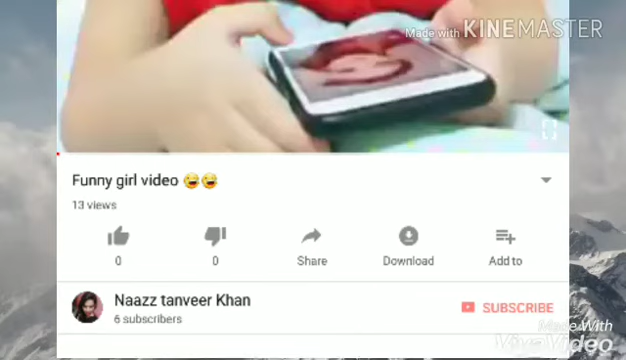 Made with KINEMASTER
Funny girl video 😂😂
13 views
0
0
Share
Download
Add to
Naazz tanveer Khan
SUBSCRIBE
6 subscribers
Made With
VivaVideo